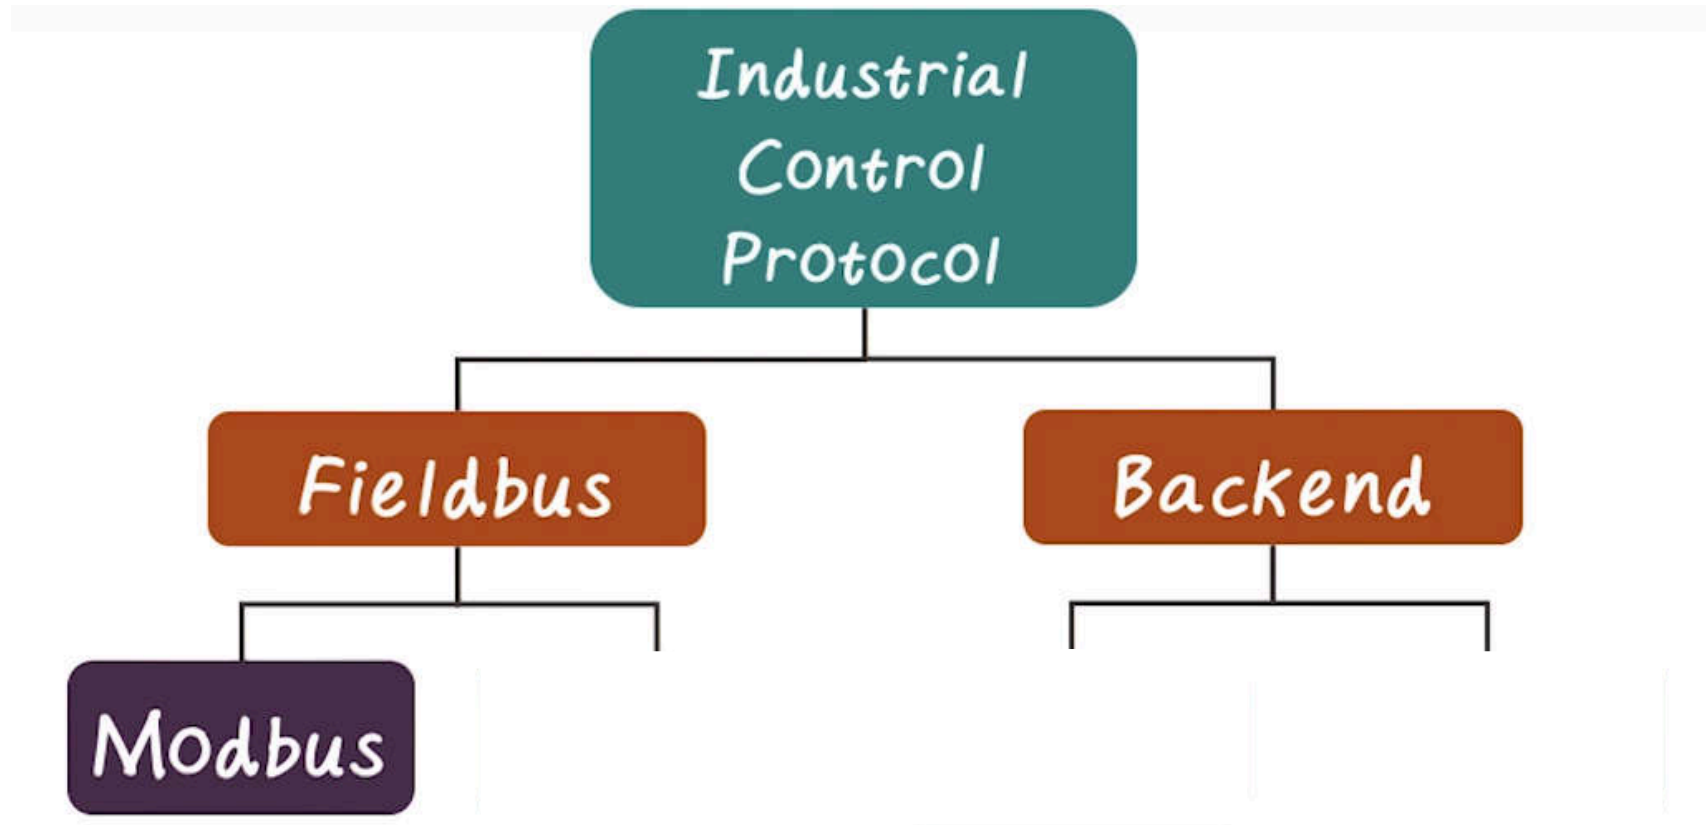 Industrial
Control
Protocol
Fieldbus
Backend
Modbus